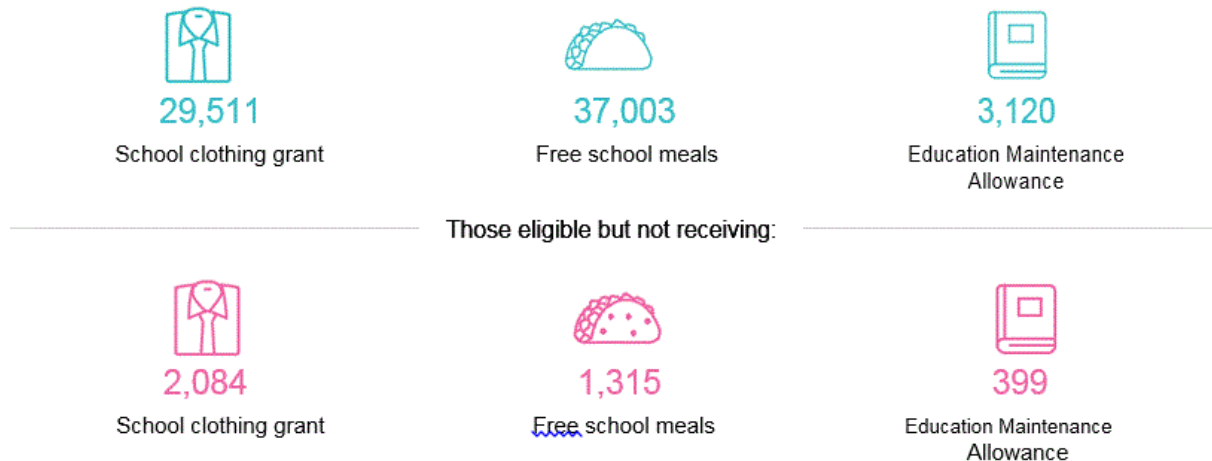 29,511
37,003
3,120
School clothing grant
Free school meals
Education Maintenance
Allowance
Those eligible but not receiving:
2,084
1,315
399
School clothing grant
Free school meals
Education Maintenance
Allowance